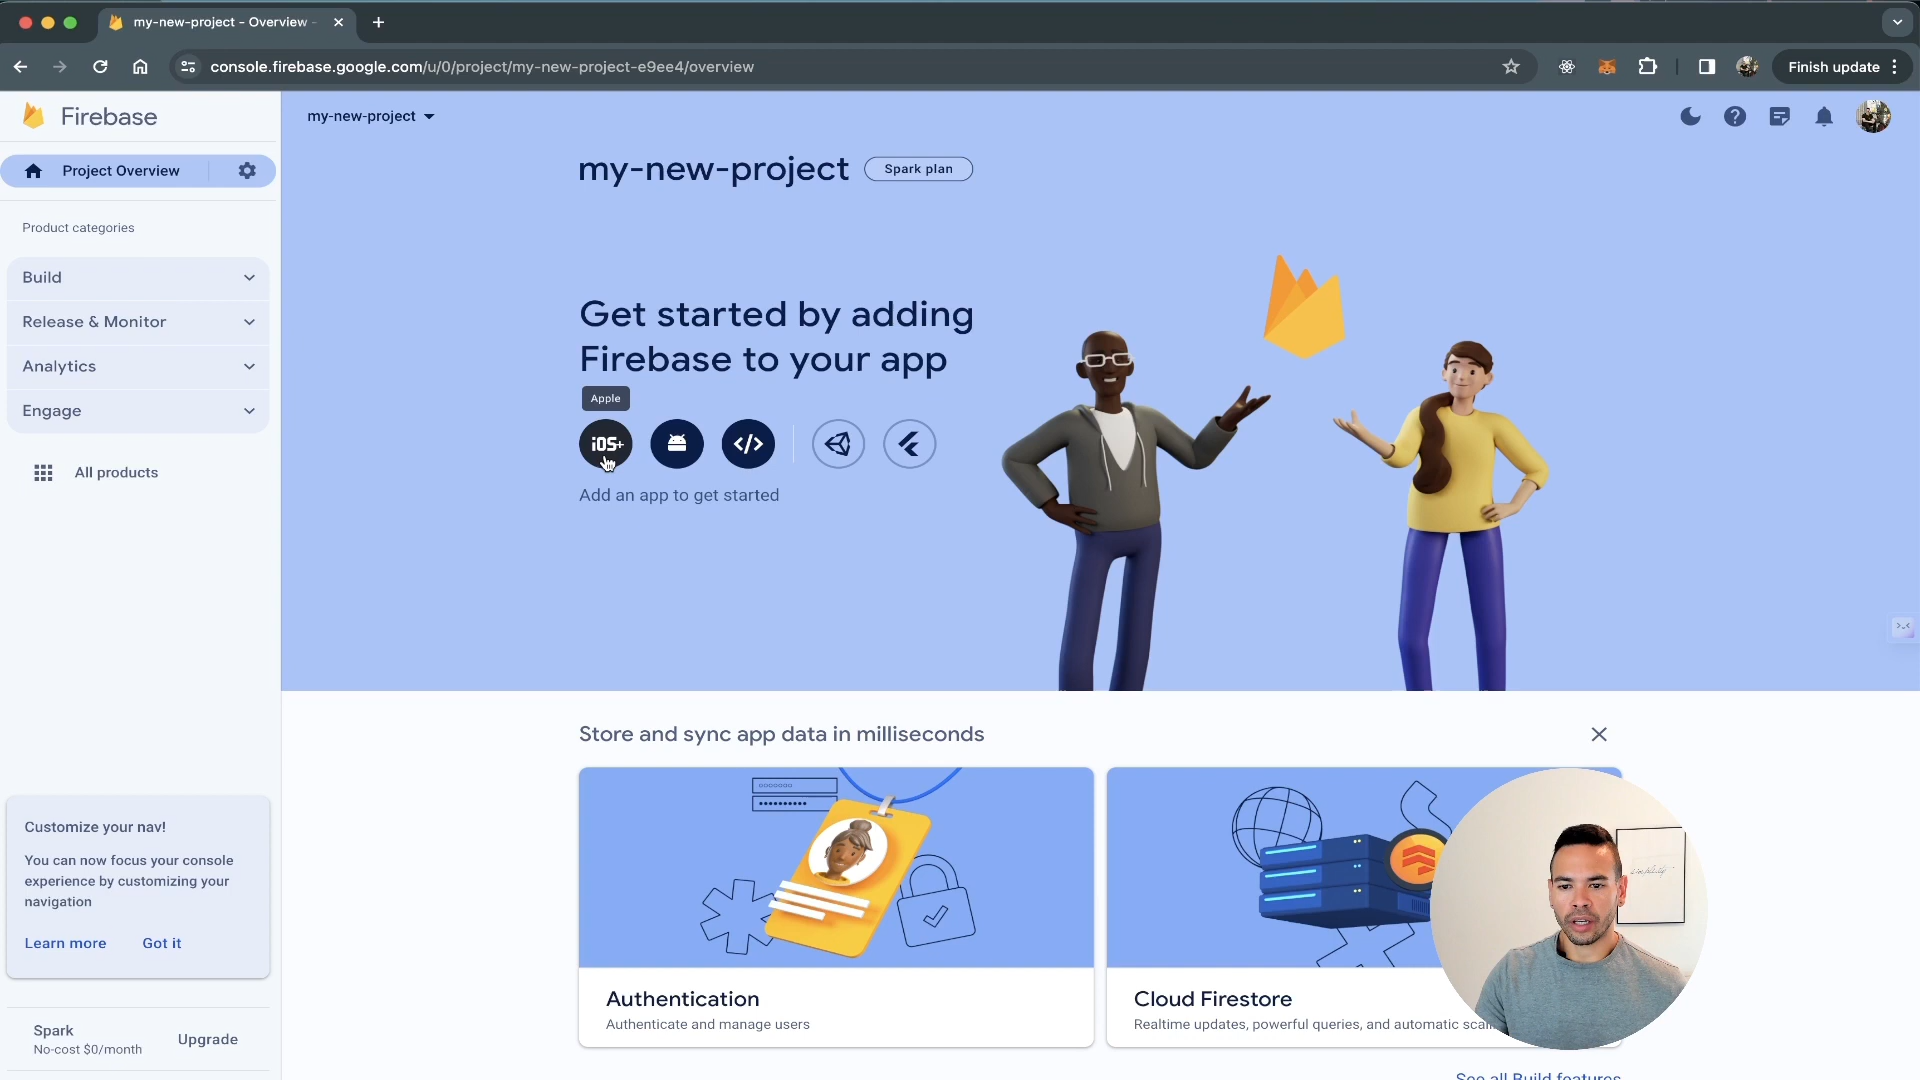 my-new-project - Overview -
console.firebase.google.com/u/0/project/my-new-project-e9ee4/overview
Finish update
Firebase
my-new-project
Project Overview
my-new-project
Spark plan
Product categories
Build
Release & Monitor
Analytics
Engage
All products
Get started by adding
Firebase to your app
Apple
iOS+
Add an app to get started
Store and sync app data in milliseconds
Customize your nav!
You can now focus your console
experience by customizing your
navigation
Learn more
Got it
Authentication
Authenticate and manage users
Cloud Firestore
Realtime updates, powerful queries, and automatic
Spark
No-cost $0/month
Upgrade
See all Build features